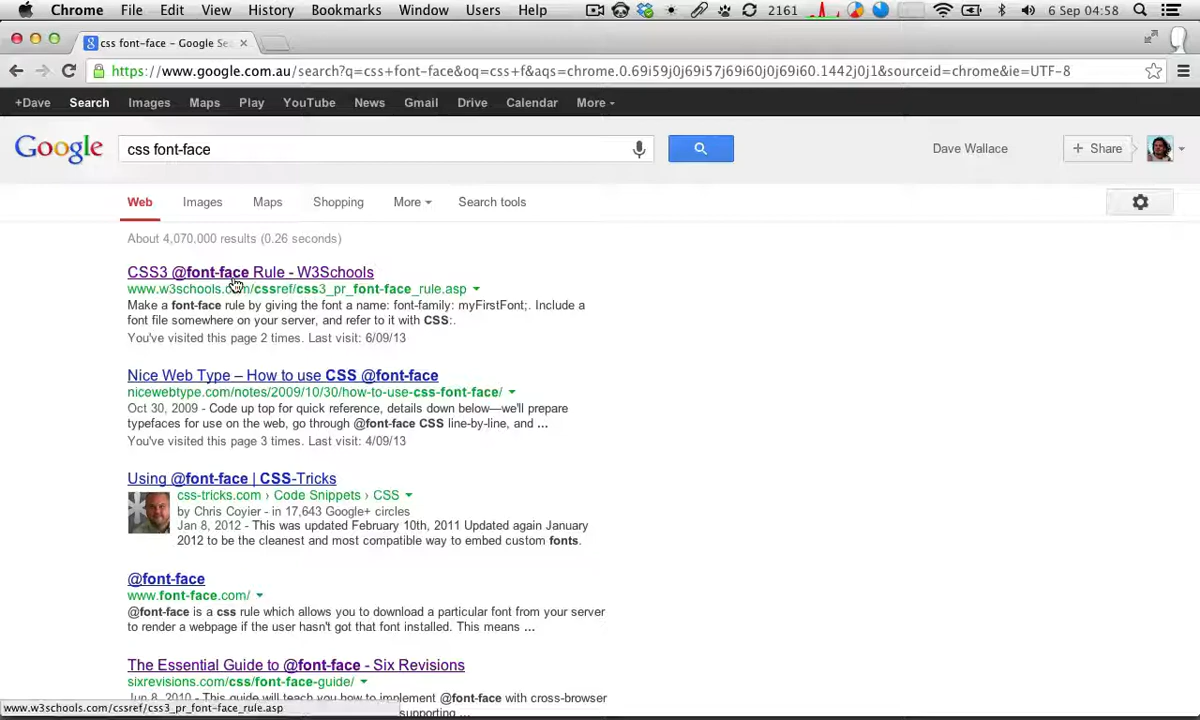 Chrome File Edit View History Bookmarks Window Users Help 2161 6 Sep 04:58
css font-face - Google Se
https://www.google.com.au/search?q=css+font-face&oq=css+f&aqs=chrome.0.69i59j0j69i57j69i60j0j69i60.1442j0j1&sourceid=chrome&ie=UTF-8
+Dave Search Images Maps Play YouTube News Gmail Drive Calendar More
Google css font-face Dave Wallace + Share
Web Images Maps Shopping More Search tools
About 4,070,000 results (0.26 seconds)
CSS3 @font-face Rule - W3Schools
www.w3schools.com/cssref/css3_pr_font-face_rule.asp
Make a font-face rule by giving the font a name: font-family: myFirstFont;. Include a
font file somewhere on your server, and refer to it with CSS:.
You've visited this page 2 times. Last visit: 6/09/13
Nice Web Type – How to use CSS @font-face
nicewebtype.com/notes/2009/10/30/how-to-use-css-font-face/
Oct 30, 2009 - Code up top for quick reference, details down below—we'll prepare
typefaces for use on the web, go through @font-face CSS line-by-line, and ...
You've visited this page 3 times. Last visit: 4/09/13
Using @font-face | CSS-Tricks
css-tricks.com › Code Snippets › CSS
by Chris Coyier - in 17,643 Google+ circles
Jan 8, 2012 - This was updated February 10th, 2011 Updated again January
2012 to be the cleanest and most compatible way to embed custom fonts.
@font-face
www.font-face.com/
@font-face is a css rule which allows you to download a particular font from your server
to render a webpage if the user hasn't got that font installed. This means ...
The Essential Guide to @font-face - Six Revisions
sixrevisions.com/css/font-face-guide/
Jun 8, 2010 - This guide will teach you how to implement @font-face with cross-browser
supporting ...
www.w3schools.com/cssref/css3_pr_font-face_rule.asp